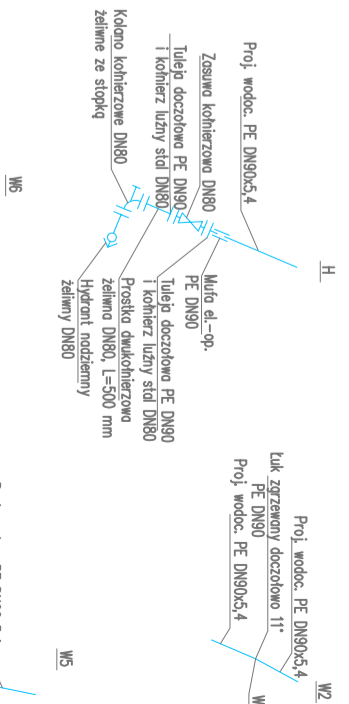 H
Proj. wodoc. PE DN90x5,4
Zasuwa kołnierzowa DN80
Tuleja doczołowa PE DN90
i kołnierz luźny stal DN80
Kolano kołnierzowe DN80
żeliwne ze stopką
Mufa el.-op.
PE DN90
Tuleja doczołowa PE DN90
i kołnierz luźny stal DN80
Prostka dwukołnierzowa
żeliwna DN80, L=500 mm
Hydrant nadziemny
żeliwny DN80
W6
W2
Proj. wodoc. PE DN90x5,4
Łuk zgrzewany doczołowo 11°
PE DN90
Proj. wodoc. PE DN90x5,4
W
W5